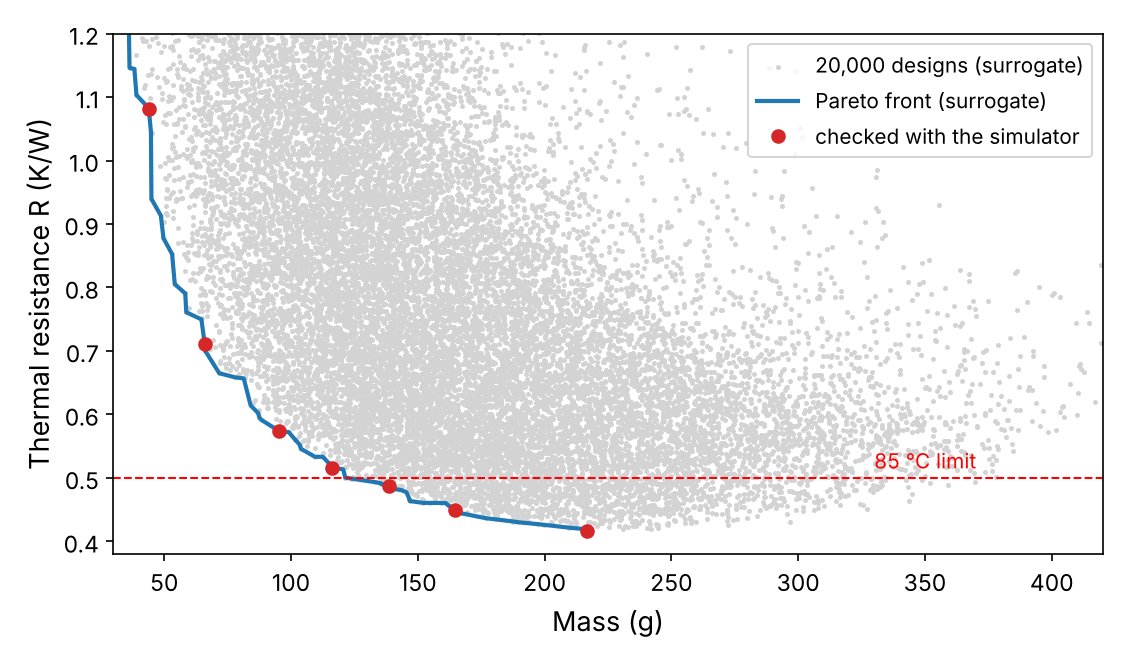 1.2
1.1
1.0
0.9
0.8
0.7
0.6
0.5
0.4
Thermal resistance R (K/W)
20,000 designs (surrogate)
Pareto front (surrogate)
checked with the simulator
85 °C limit
50 100 150 200 250 300 350 400
Mass (g)